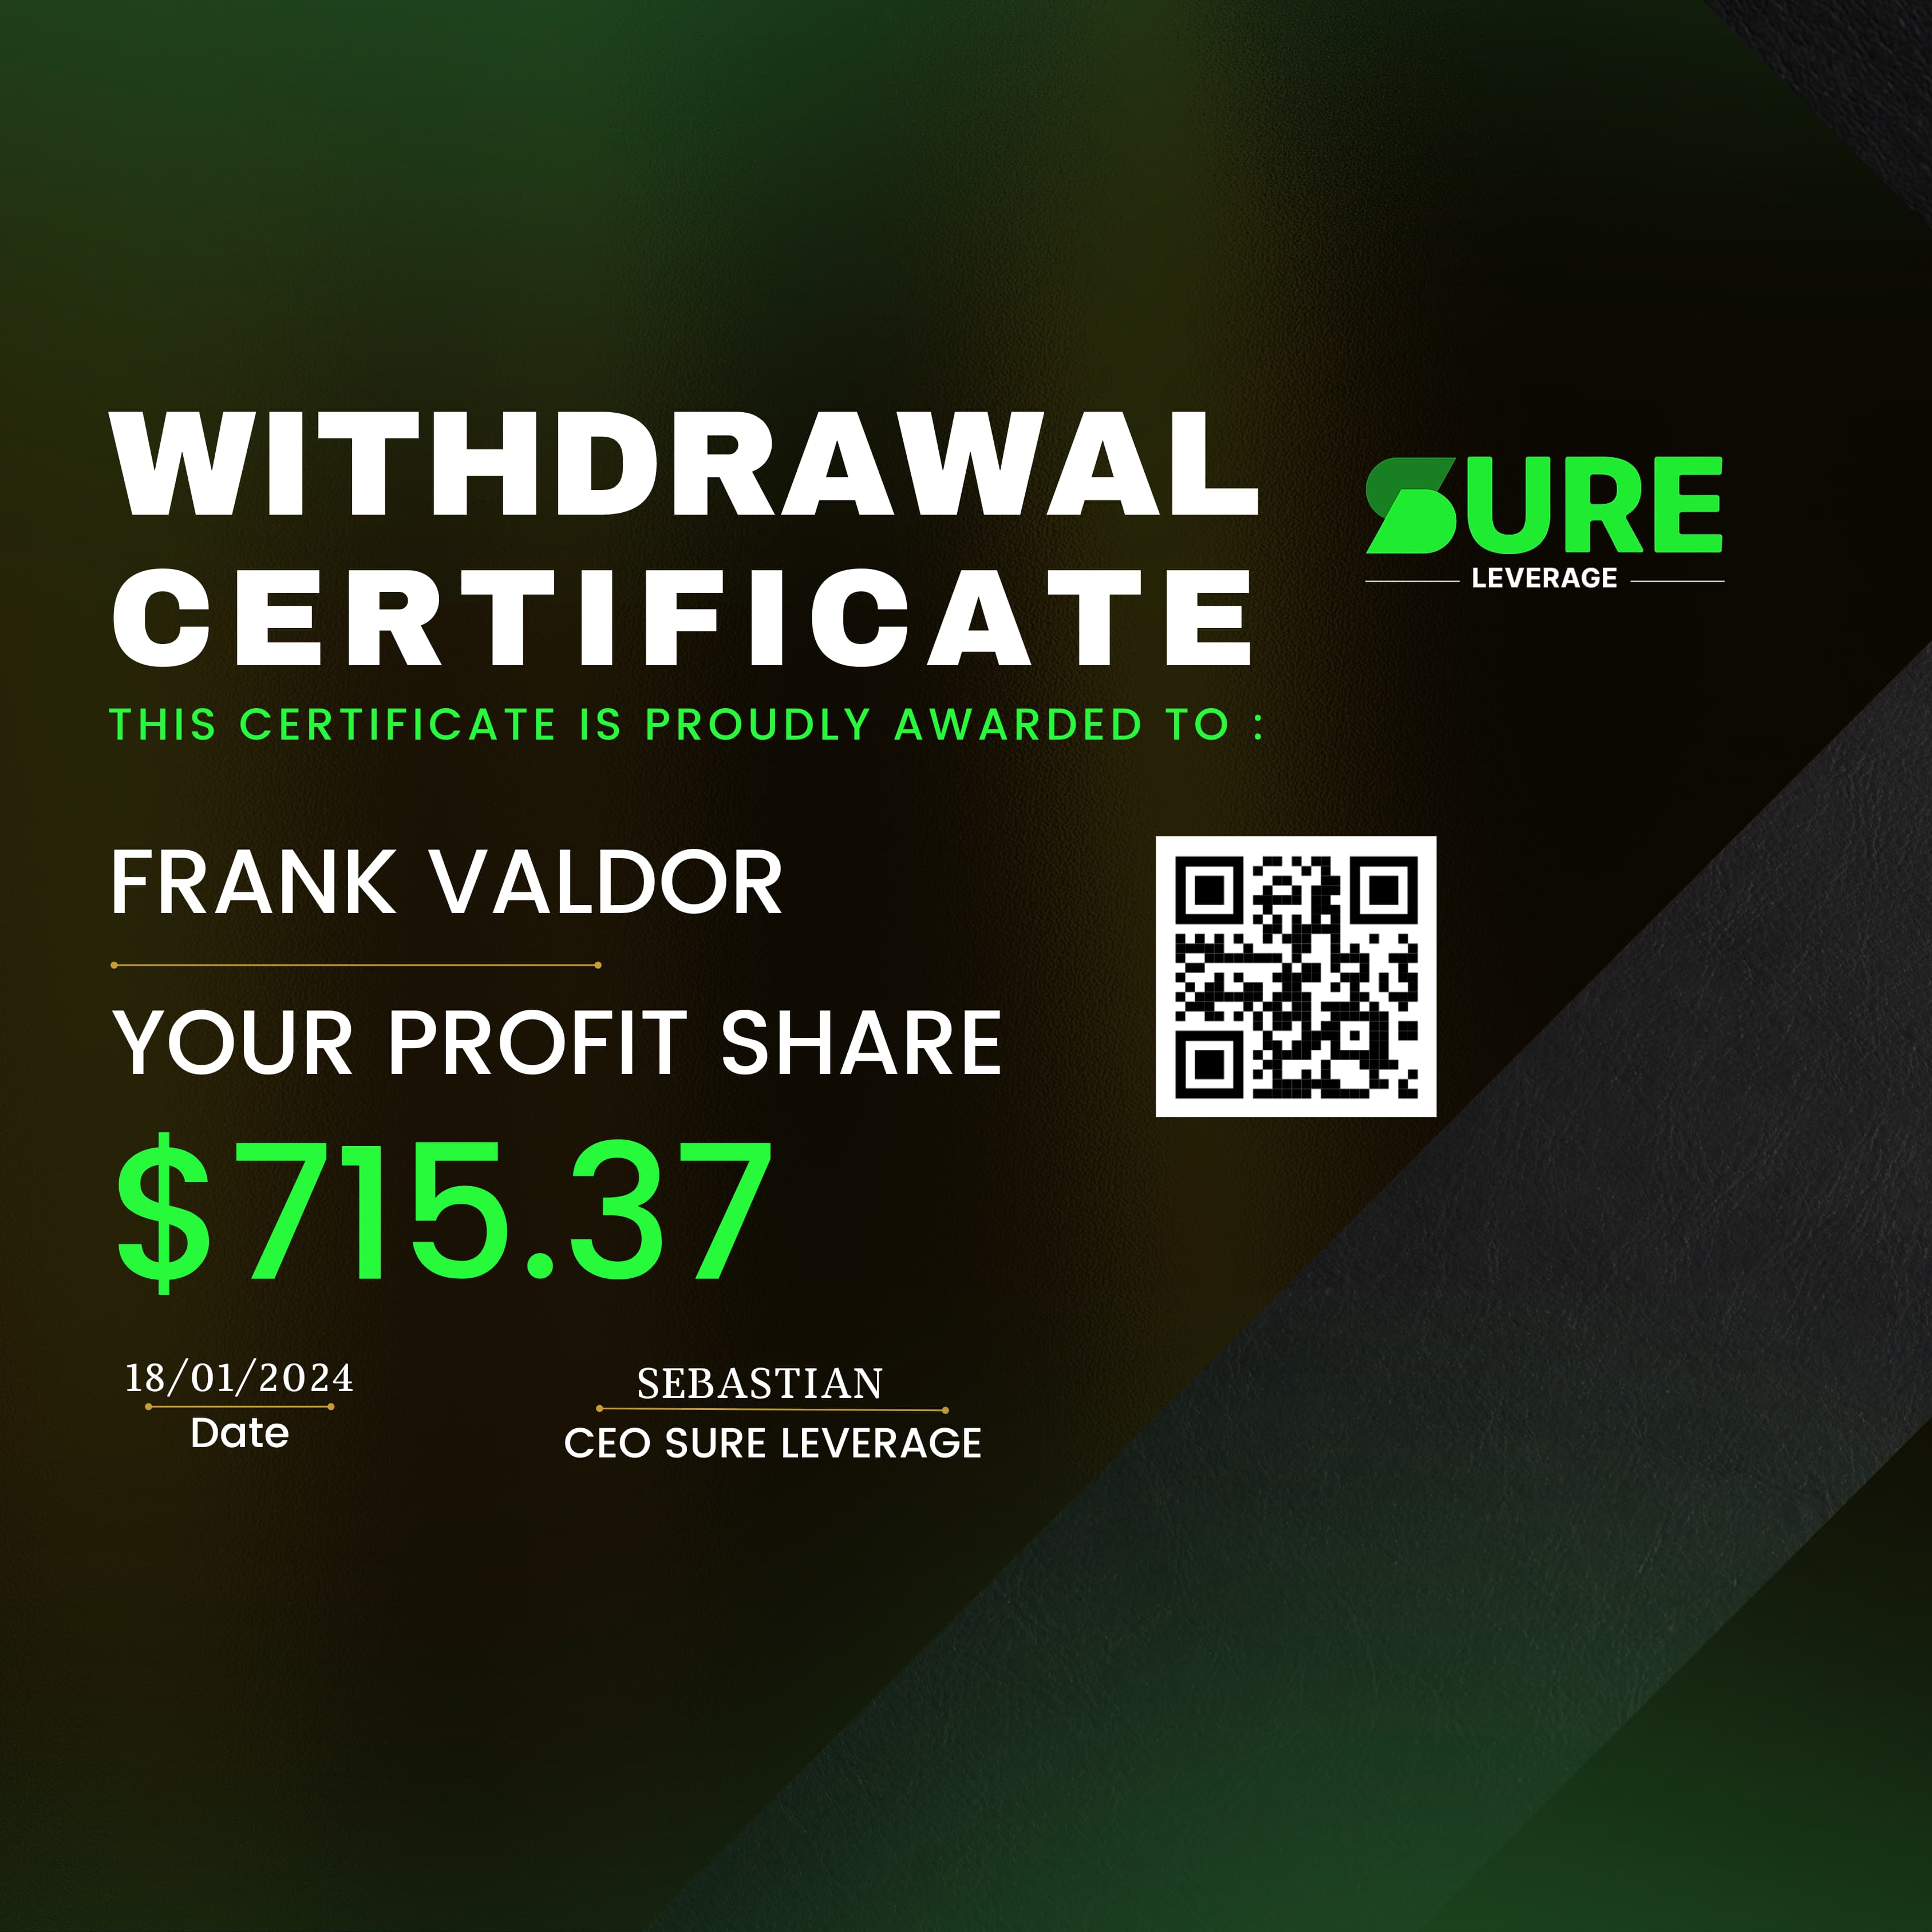 WITHDRAWAL
CERTIFICATE
THIS CERTIFICATE IS PROUDLY AWARDED TO :
SURE
LEVERAGE
FRANK VALDOR
YOUR PROFIT SHARE
$715.37
18/01/2024
Date
SEBASTIAN
CEO SURE LEVERAGE